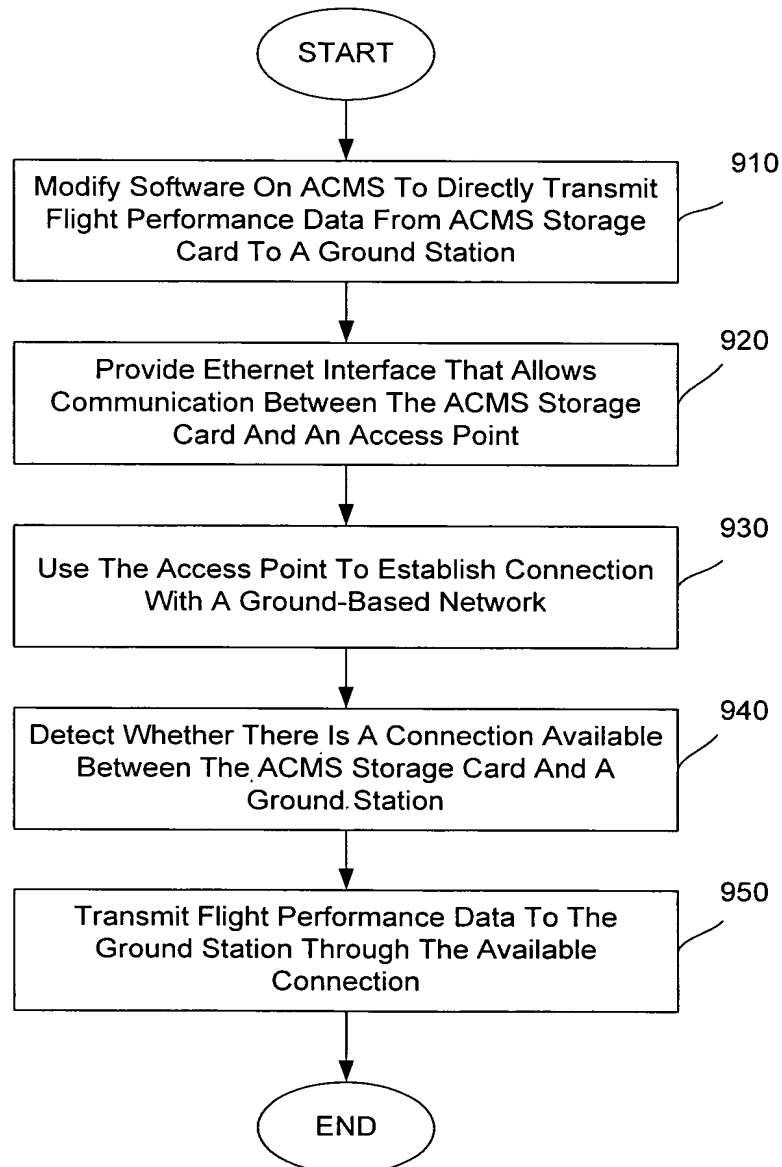 START
910
Modify Software On ACMS To Directly Transmit
Flight Performance Data From ACMS Storage
Card To A Ground Station
920
Provide Ethernet Interface That Allows
Communication Between The ACMS Storage
Card And An Access Point
930
Use The Access Point To Establish Connection
With A Ground-Based Network
940
Detect Whether There Is A Connection Available
Between The ACMS Storage Card And A
Ground Station
950
Transmit Flight Performance Data To The
Ground Station Through The Available
Connection
END